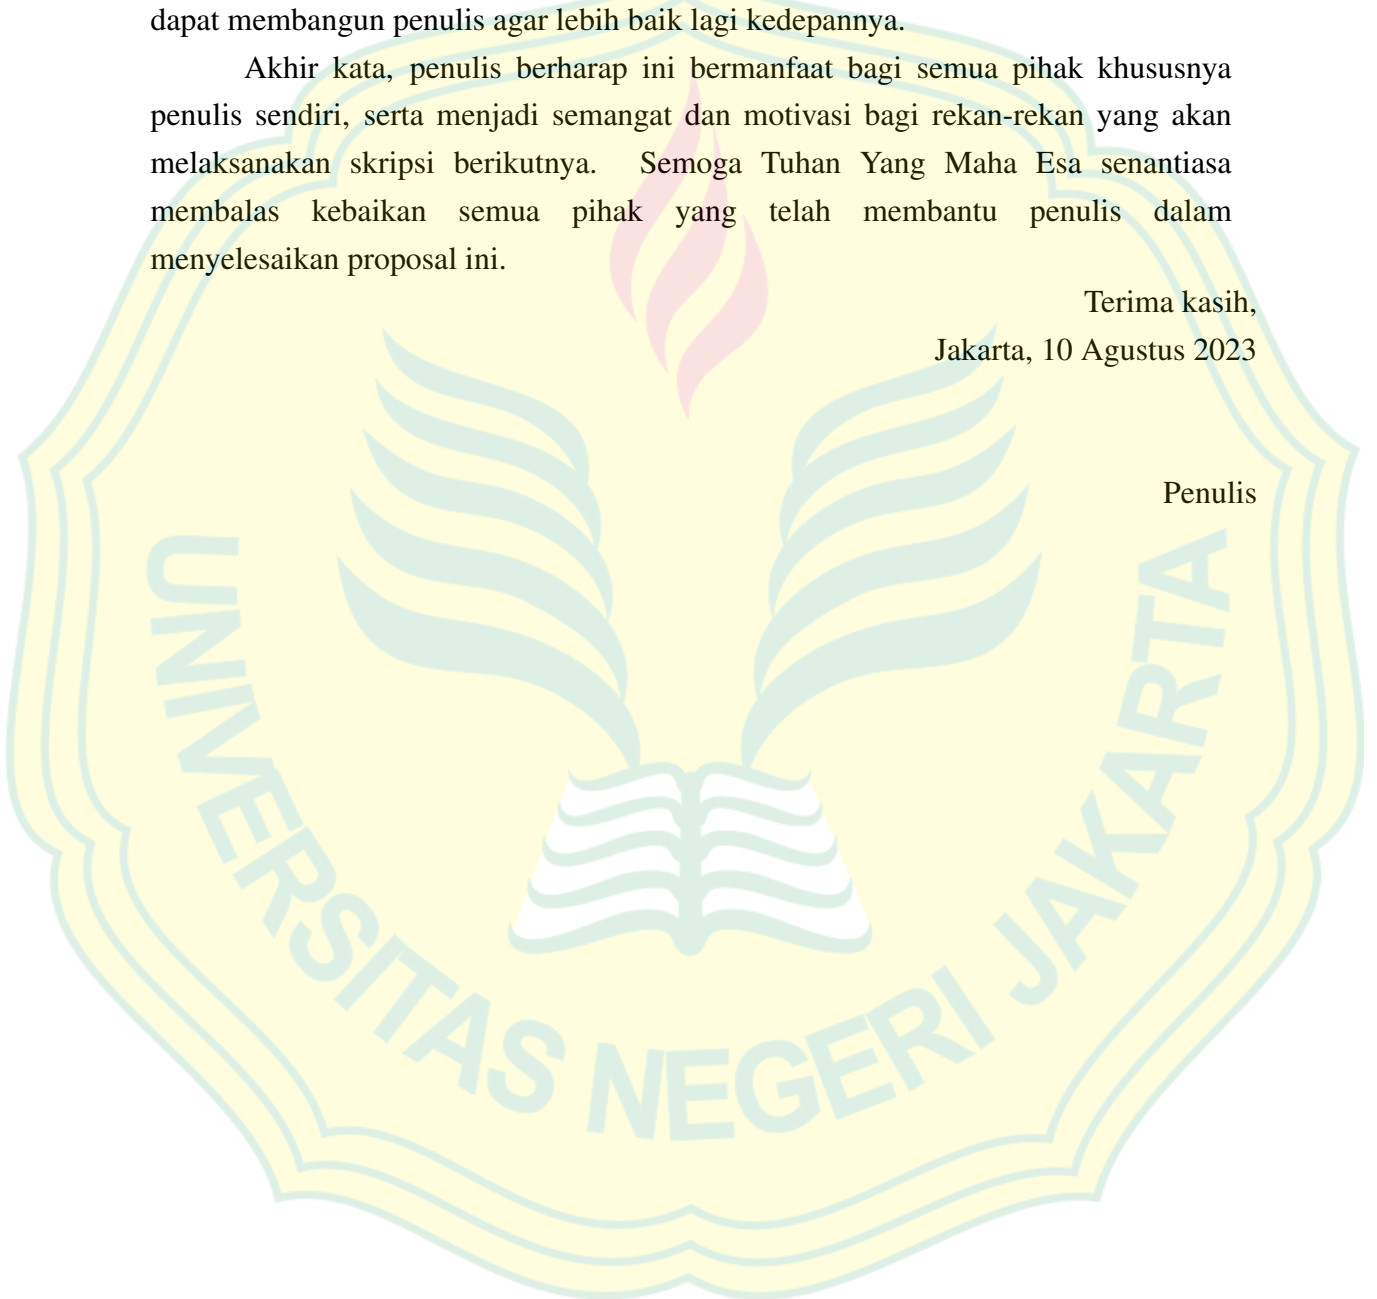 dapat membangun penulis agar lebih baik lagi kedepannya.
Akhir kata, penulis berharap ini bermanfaat bagi semua pihak khususnya
penulis sendiri, serta menjadi semangat dan motivasi bagi rekan-rekan yang akan
melaksanakan skripsi berikutnya. Semoga Tuhan Yang Maha Esa senantiasa
membalas kebaikan semua pihak yang telah membantu penulis dalam
menyelesaikan proposal ini.
Terima kasih,
Jakarta, 10 Agustus 2023
Penulis
UNIVERSITAS NEGERI JAKARTA